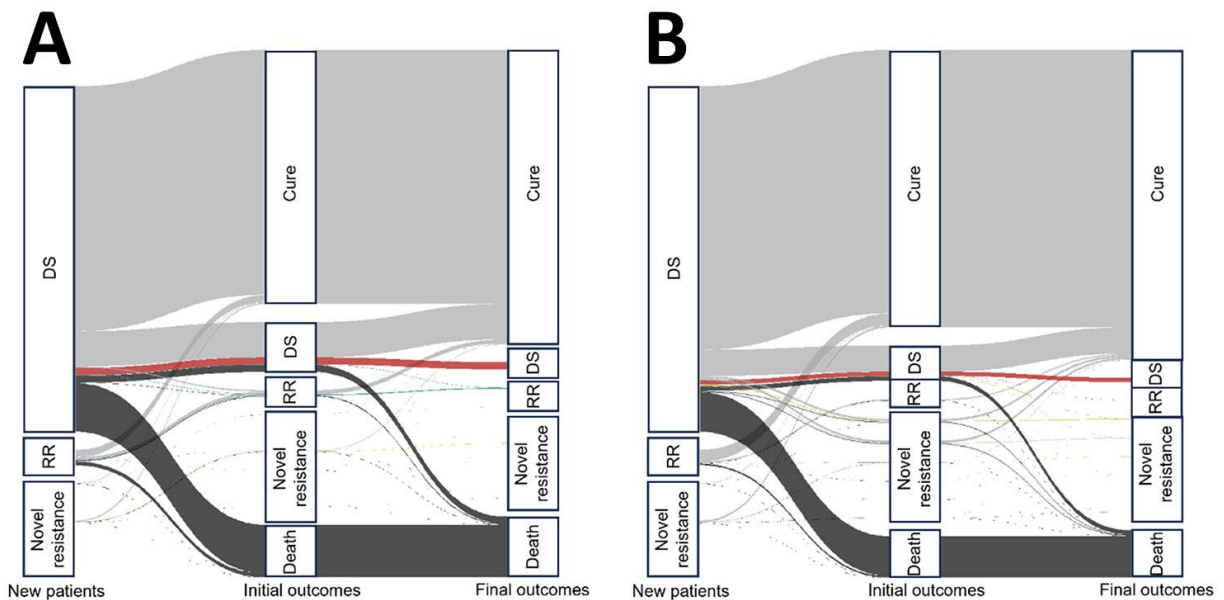 A
DS
RR
Novel
resistance
New patients
Cure
DS
RR
Novel
resistance
Death
Initial outcomes
Cure
DS
RR
Novel
resistance
Death
Final outcomes
B
DS
RR
Novel
resistance
New patients
Cure
DS
RR
Novel
resistance
Death
Initial outcomes
Cure
DS
RR
Novel
resistance
Death
Final outcomes